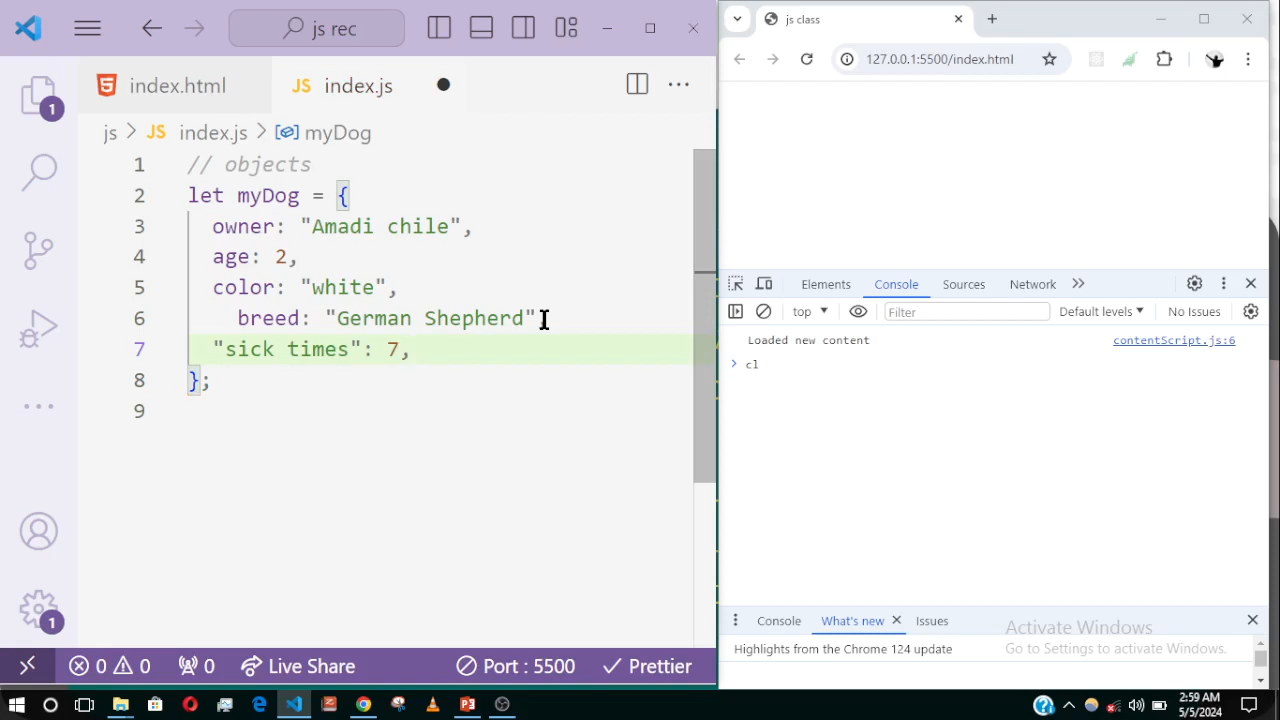 js rec
js class
127.0.0.1:5500/index.html
index.html
JS index.js
js > JS index.js > myDog
1 // objects
2 let myDog = {
3 owner: "Amadi chile",
4 age: 2,
5 color: "white",
6 breed: "German Shepherd"
7 "sick times": 7,
8 };
9
1
1
0 0 0 Live Share Port : 5500 Prettier
Elements Console Sources Network
top Filter Default levels No Issues
Loaded new content contentScript.js:6
> cl
Console What's new Issues
Highlights from the Chrome 124 update
Activate Windows
Go to Settings to activate Windows.
2:59 AM
5/5/2024